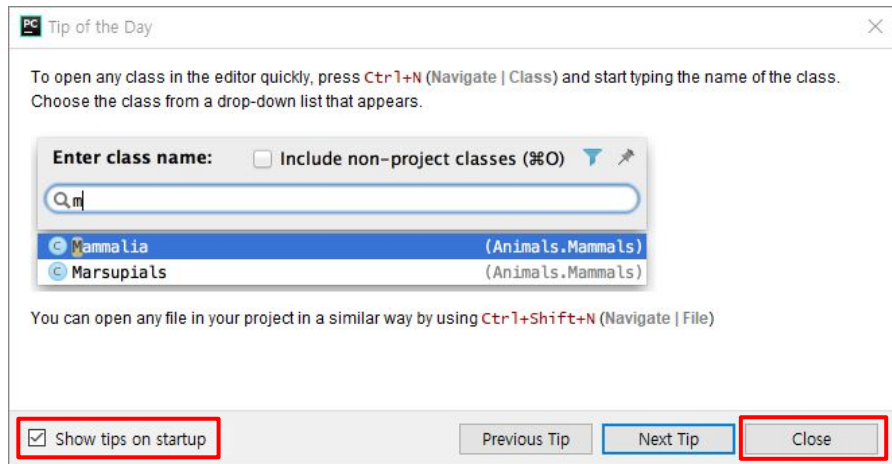 PC Tip of the Day
To open any class in the editor quickly, press Ctrl+N (Navigate | Class) and start typing the name of the class.
Choose the class from a drop-down list that appears.
Enter class name: Include non-project classes (⌘O)
m
C Mammalia (Animals.Mammals)
C Marsupials (Animals.Mammals)
You can open any file in your project in a similar way by using Ctrl+Shift+N (Navigate | File)
Show tips on startup Previous Tip Next Tip Close